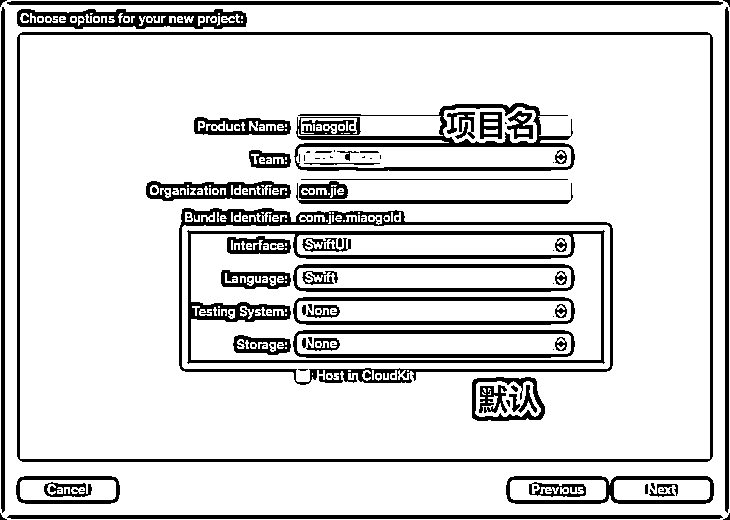 Choose options for your new project:
Product Name: miaogold 项目名
Team:
Organization Identifier: com.jie
Bundle Identifier: com.jie.miaogold
Interface: SwiftUI
Language: Swift
Testing System: None
Storage: None
Host in CloudKit
默认
Cancel Previous Next